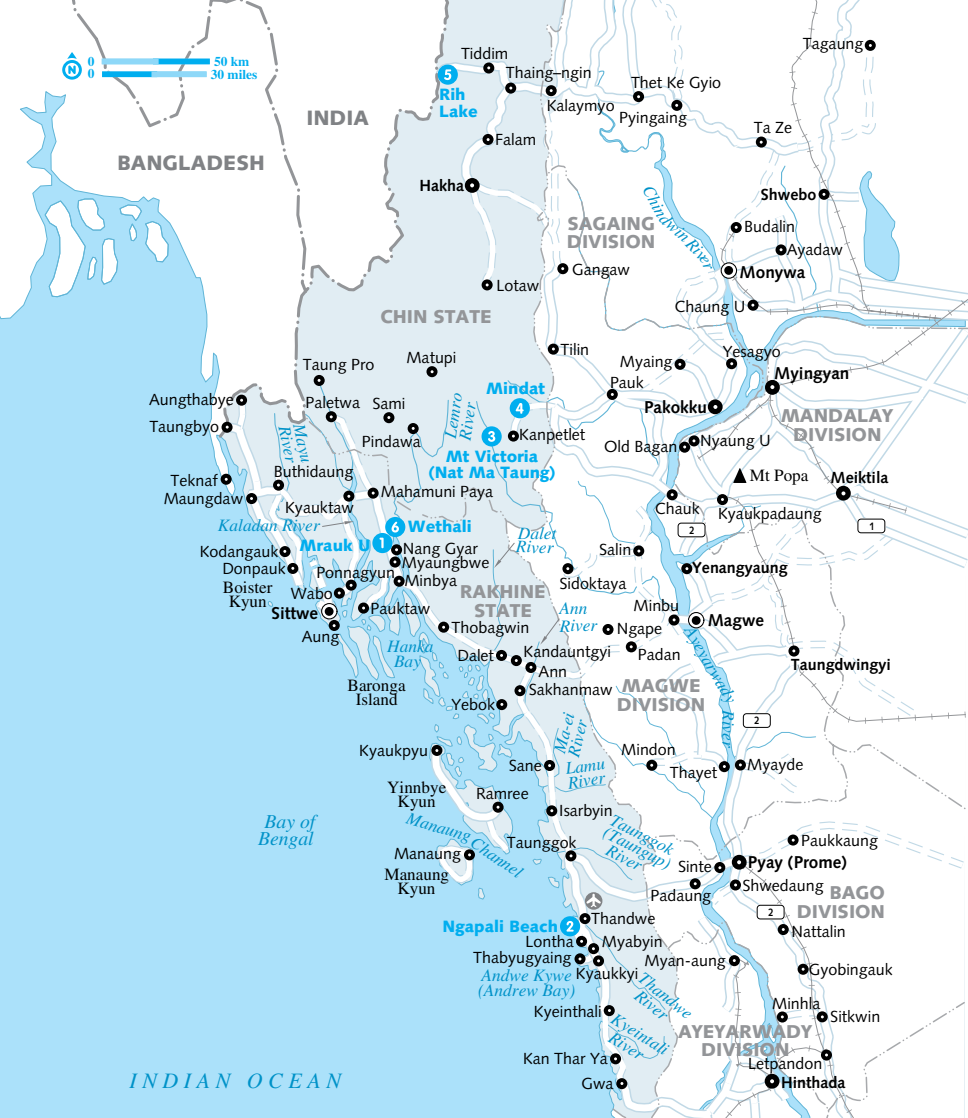 Tagaung
0 50 km
N
0 30 miles
Tiddim
5
Rih
Lake
Thaing–ngin
Kalaymyo
Thet Ke Gyio
Pyingaing
INDIA
Ta Ze
BANGLADESH
Falam
Hakha
Shwebo
Chindwin River
SAGAING
DIVISION
Budalin
Ayadaw
Gangaw
Monywa
Lotaw
Chaung U
CHIN STATE
Tilin
Yesagyo
Myaing
Matupi
Taung Pro
Myingyan
Mindat
4
Pauk
Aungthabye
Paletwa
Sami
Lemro
River
Pakokku
MANDALAY
DIVISION
Taungbyo
Mayu
River
Pindawa
3
Kanpetlet
Nyaung U
Old Bagan
Mt Victoria
(Nat Ma Taung)
Mt Popa
Teknaf
Buthidaung
Meiktila
Maungdaw
Kyauktaw
Mahamuni Paya
Chauk
Kyaukpadaung
Kaladan River
6
Wethali
2
1
Mrauk U
1
Dalet
River
Kodangauk
Nang Gyar
Salin
Donpauk
Myaungbwe
Yenangyaung
Ponnagyun
Minbya
Sidoktaya
Boister
Kyun
Wabo
RAKHINE
STATE
Sittwe
Pauktaw
Ann
River
Minbu
Magwe
Aung
Thobagwin
Ngape
Hanka
Bay
Dalet
Kandauntgyi
Padan
Ayeyarwady River
Ann
Taungdwingyi
Baronga
Island
Sakhanmaw
MAGWE
DIVISION
Yebok
2
Ma-ei
River
Kyaukpyu
Mindon
Sane
Lamu
River
Thayet
Myayde
Yinnbye
Kyun
Ramree
Isarbyin
Bay of
Bengal
Manaung Channel
Taunggok
(Taungup)
River
Paukkaung
Taunggok
Manaung
Sinte
Pyay (Prome)
Manaung
Kyun
Padaung
Shwedaung
BAGO
DIVISION
2
Ngapali Beach
2
Thandwe
Nattalin
Lontha
Myabyin
Thabyugyaing
Myan-aung
Kyaukkyi
Gyobingauk
Andwe Kywe
(Andrew Bay)
Thandwe
River
Kyeinthali
Minhla
Sitkwin
Kyeintali
River
AYEYARWADY
DIVISION
Kan Thar Ya
Letpandon
INDIAN OCEAN
Gwa
Hinthada